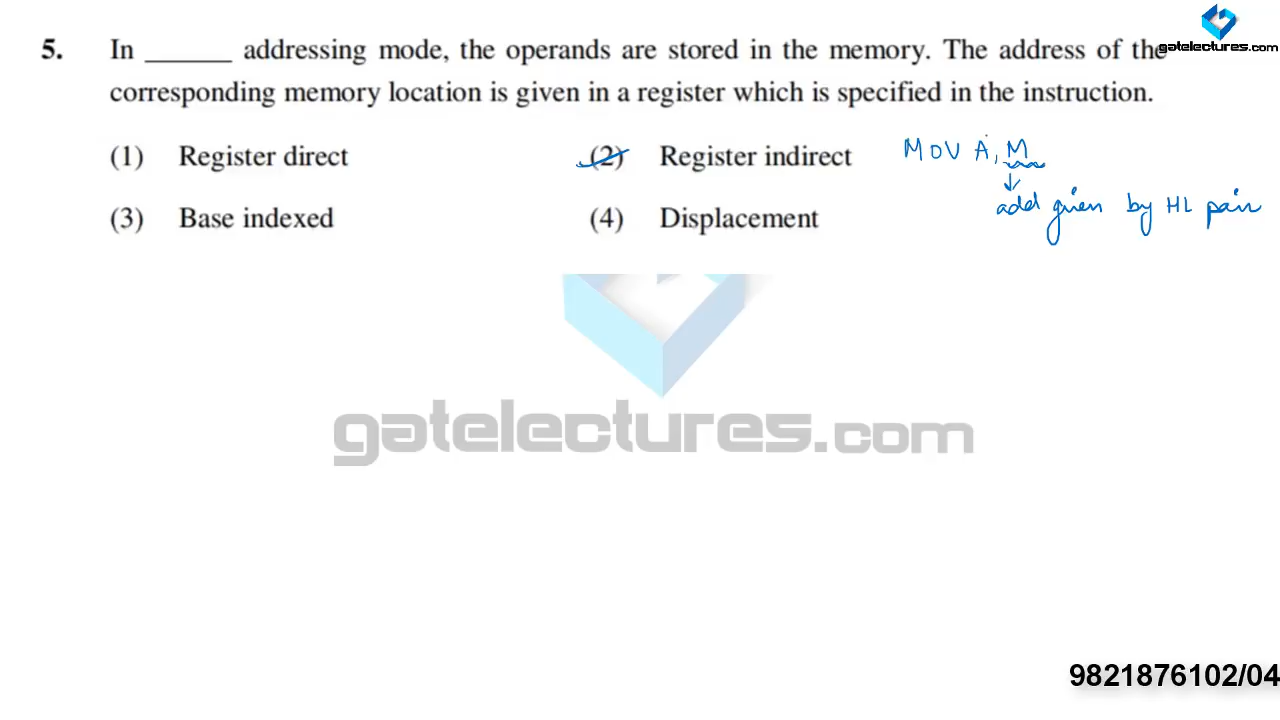 gatelectures.com
5. In ______ addressing mode, the operands are stored in the memory. The address of the
corresponding memory location is given in a register which is specified in the instruction.
(1) Register direct (2) Register indirect MOV A, M
add given by HL pair
(3) Base indexed (4) Displacement
gatelectures.com
9821876102/04